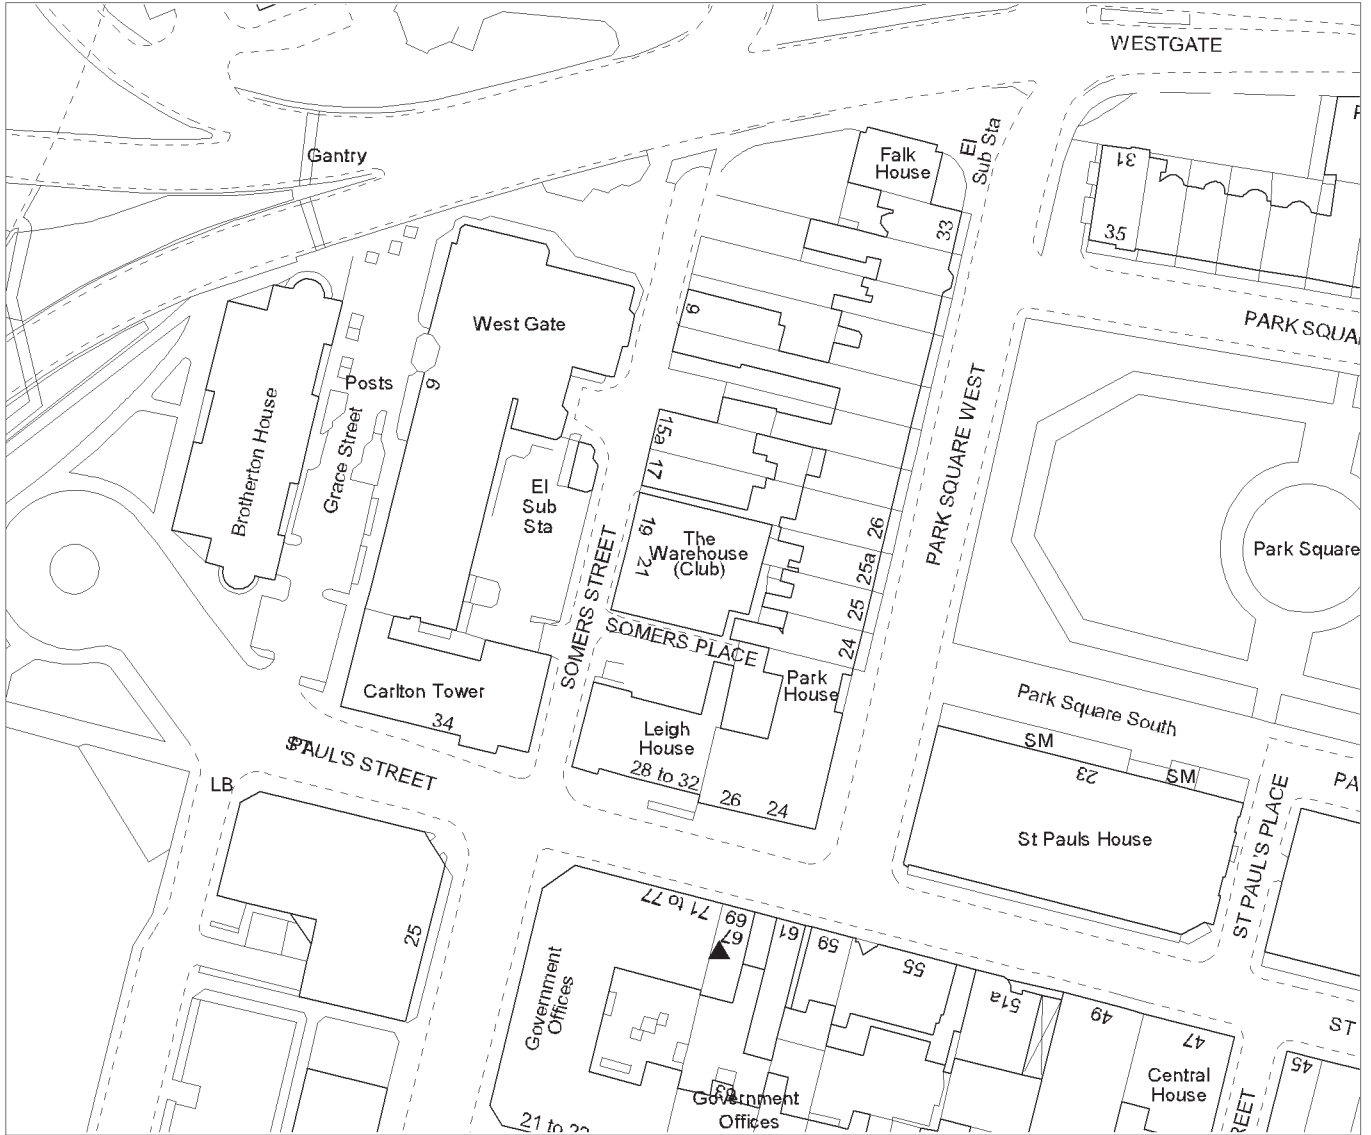 WESTGATE
El
Sub Sta
Gantry
Falk
House
31
33
35
9
West Gate
PARK SQUA
Posts
6
Brotherton House
Grace Street
PARK SQUARE WEST
15a
17
El
Sub
Sta
19
21
The
Warehouse
(Club)
26
25a
25
24
Park Square
SOMERS STREET
SOMERS PLACE
Park
House
Carlton Tower
34
Leigh
House
28 to 32
26
24
Park Square South
SM
23
SM
PAUL'S STREET
LB
St Pauls House
ST PAUL'S PLACE
PA
71 to 77
69
67
61
59
55
51a
49
47
45
ST
25
Government
Offices
Central
House
63
Government
Offices
21 to 23
REET